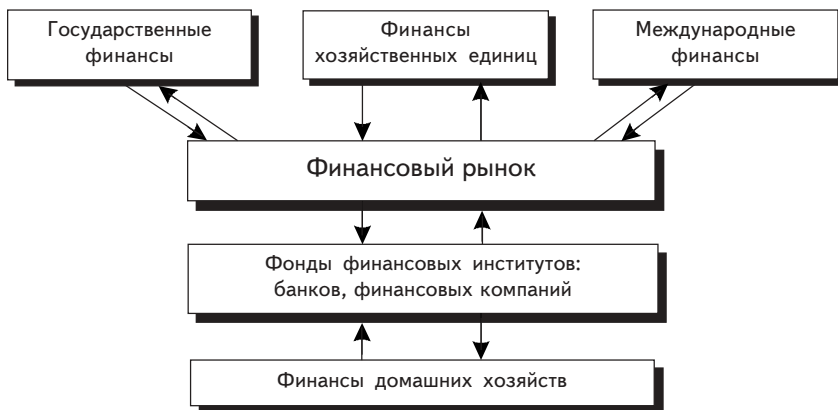 Государственные
финансы
Финансы
хозяйственных единиц
Международные
финансы
Финансовый рынок
Фонды финансовых институтов:
банков, финансовых компаний
Финансы домашних хозяйств